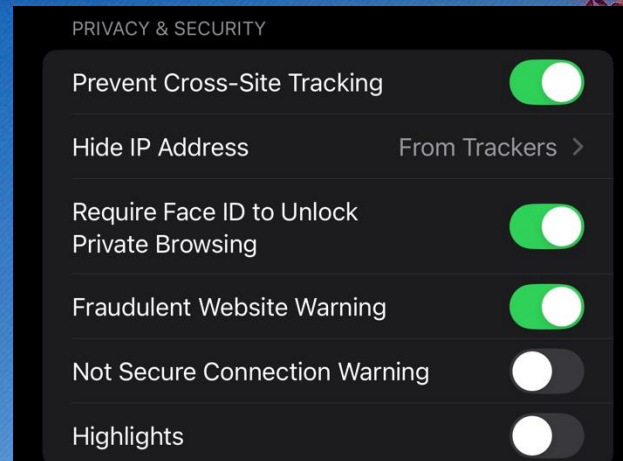 PRIVACY & SECURITY
Prevent Cross-Site Tracking
Hide IP Address From Trackers >
Require Face ID to Unlock
Private Browsing
Fraudulent Website Warning
Not Secure Connection Warning
Highlights